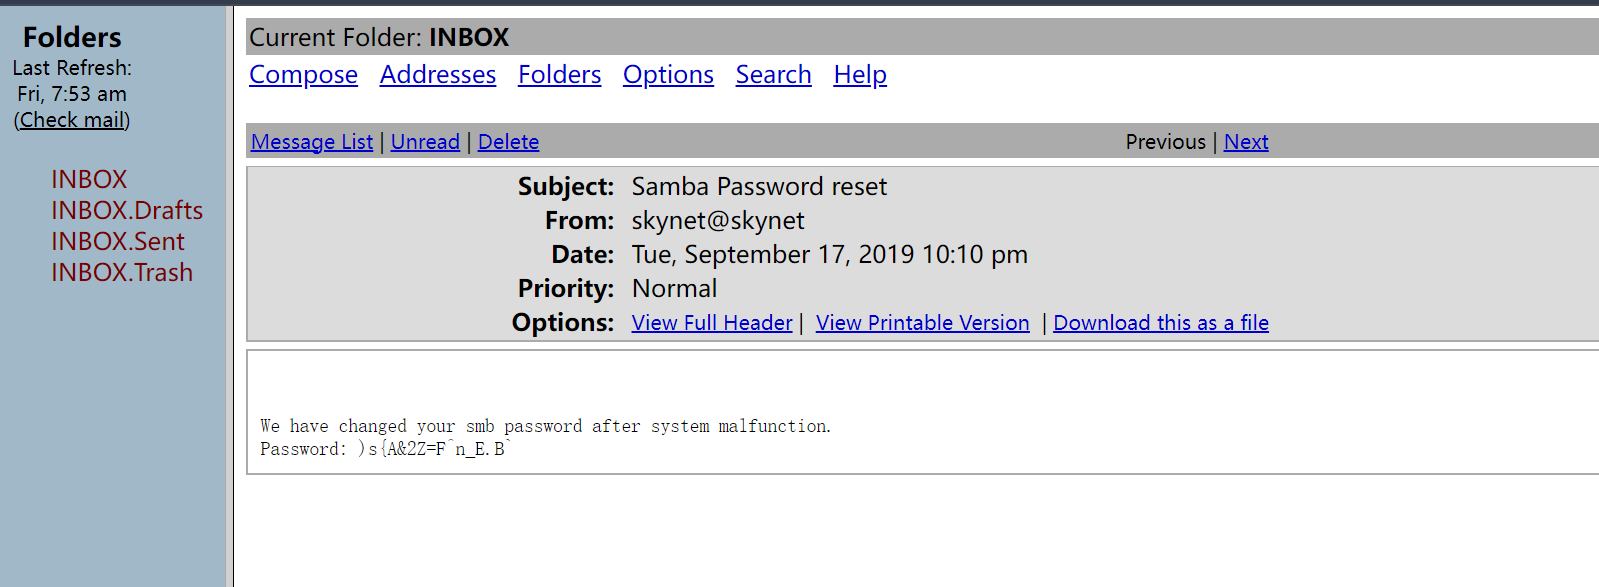 Folders
Last Refresh:
Fri, 7:53 am
(Check mail)
INBOX
INBOX.Drafts
INBOX.Sent
INBOX.Trash
Current Folder: INBOX
Compose Addresses Folders Options Search Help
Message List | Unread | Delete Previous | Next
Subject: Samba Password reset
From: skynet@skynet
Date: Tue, September 17, 2019 10:10 pm
Priority: Normal
Options: View Full Header | View Printable Version | Download this as a file
We have changed your smb password after system malfunction.
Password: )s{A&2Z=F^n_E.B`